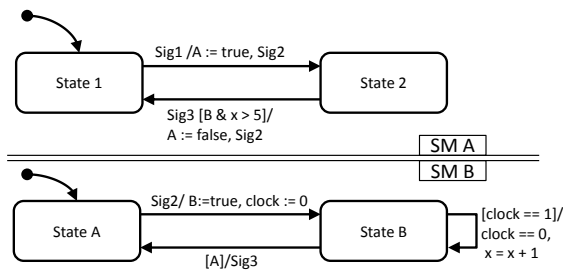 Sig1 /A := true, Sig2
State 1
State 2
Sig3 [B & x > 5]/
A := false, Sig2
SM A
SM B
Sig2/ B:=true, clock := 0
State A
State B
[clock == 1]/
clock == 0,
x = x + 1
[A]/Sig3